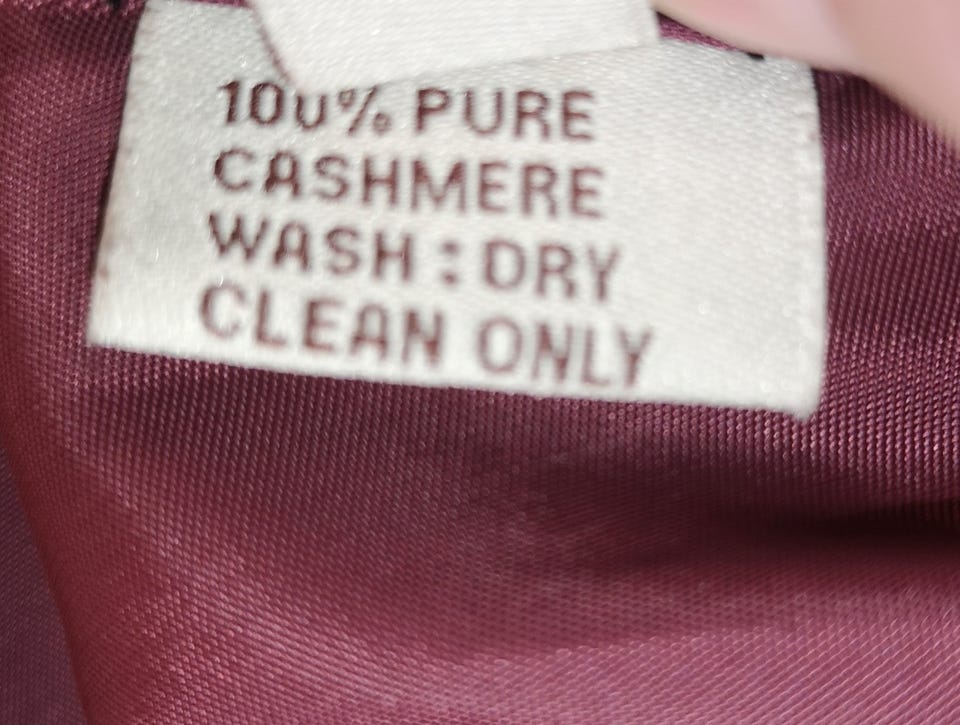 100% PURE
CASHMERE
WASH : DRY
CLEAN ONLY